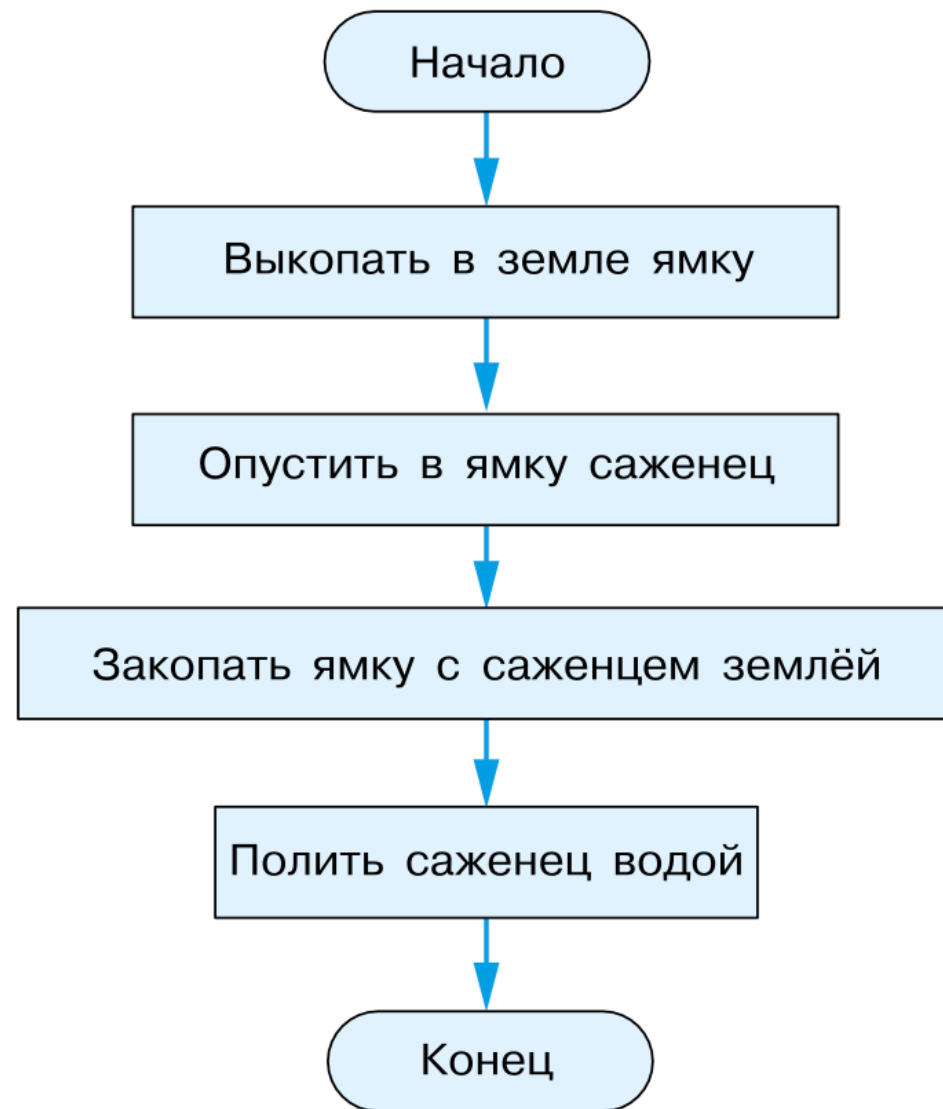 Начало
Выкопать в земле ямку
Опустить в ямку саженец
Закопать ямку с саженцем землёй
Полить саженец водой
Конец